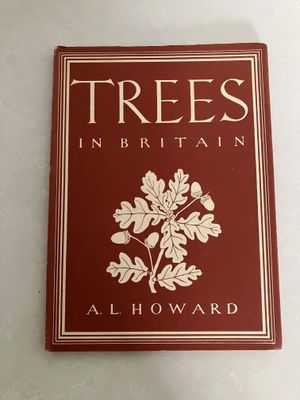 TREES
IN BRITAIN
A. L. HOWARD